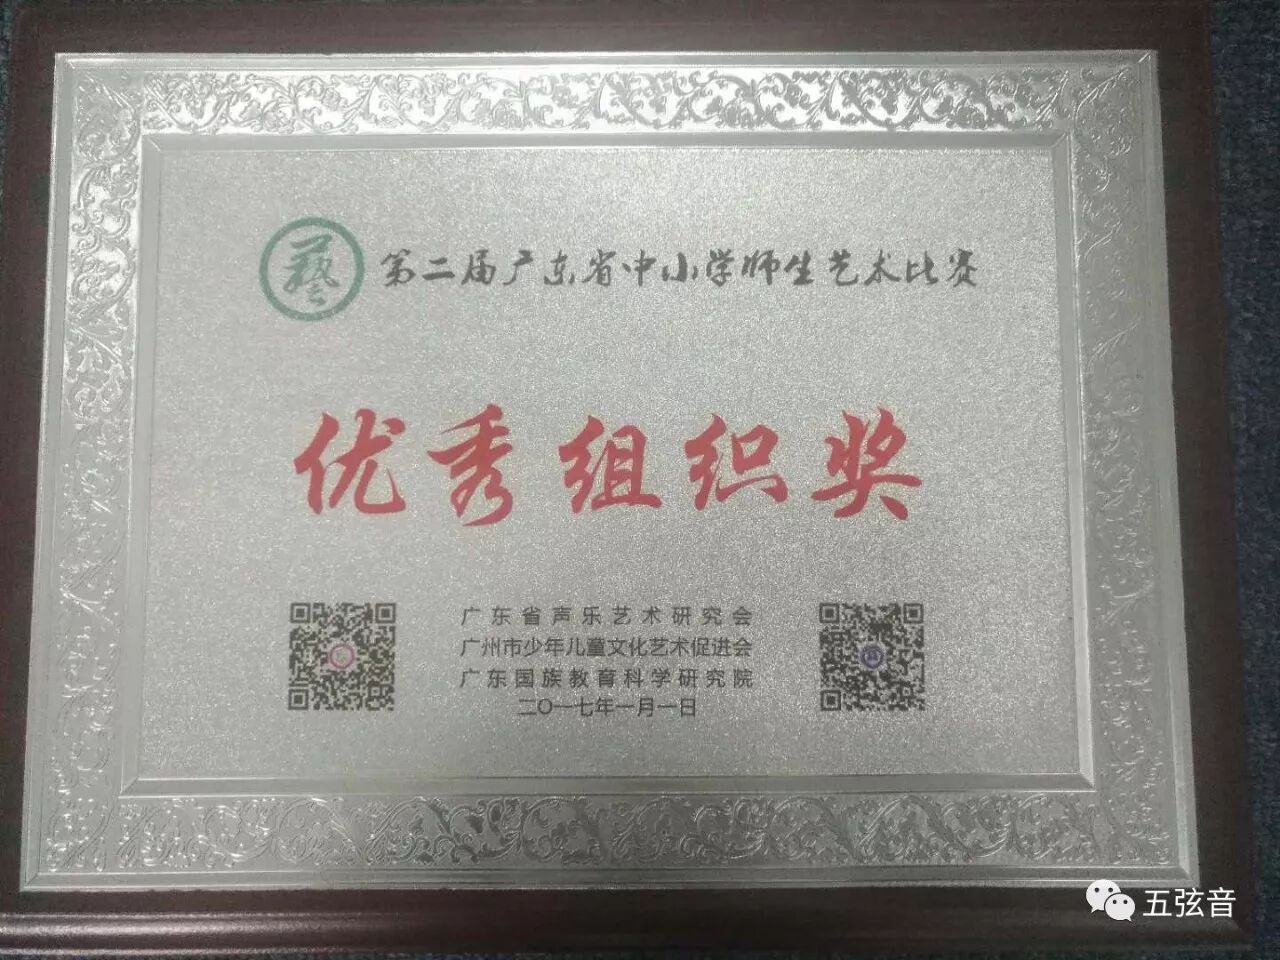 藝
第二届广东省中小学师生艺术比赛
优秀组织奖
广东省声乐艺术研究会
广州市少年儿童文化艺术促进会
广东国族教育科学研究院
二〇一七年一月一日
五弦音